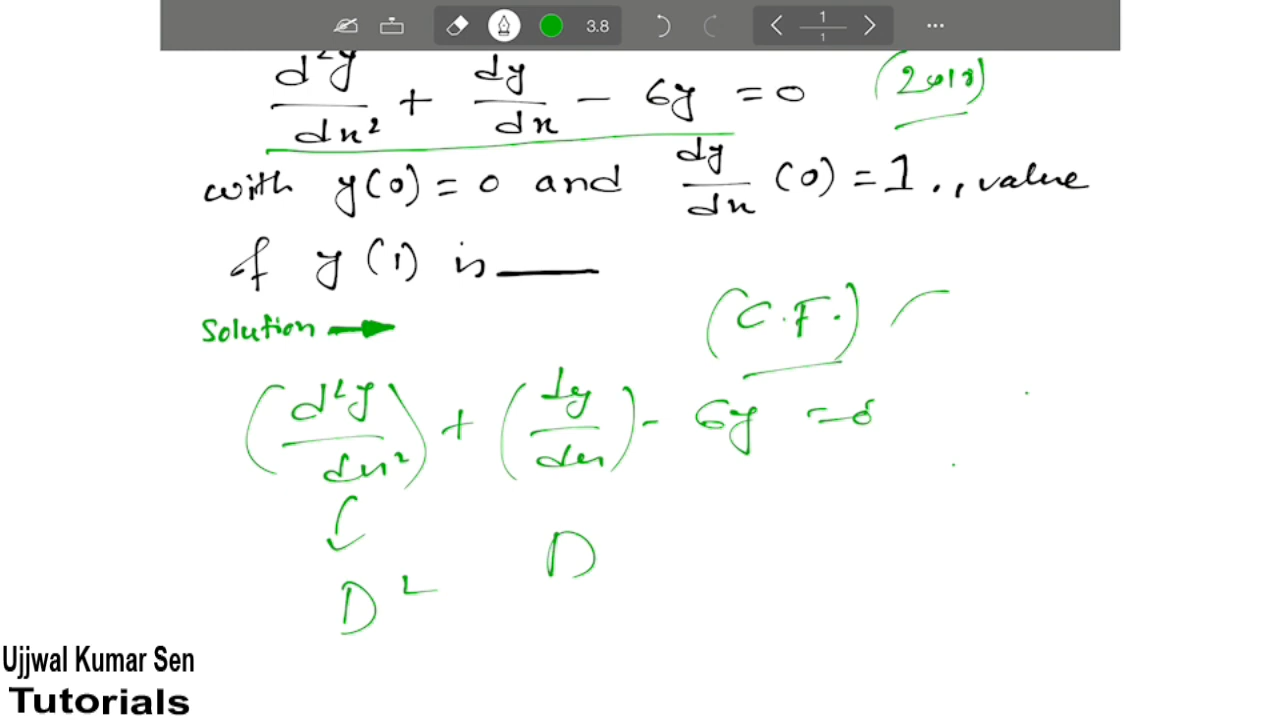 3.8
1
1
d²y/dx² + dy/dx - 6y = 0
with y(0) = 0 and dy/dx (0) = 1., value
of y(1) is ____
Solution →
(C.F.)
(d²y/dx²) + (dy/dx) - 6y = 0
D² D
Ujjwal Kumar Sen
Tutorials